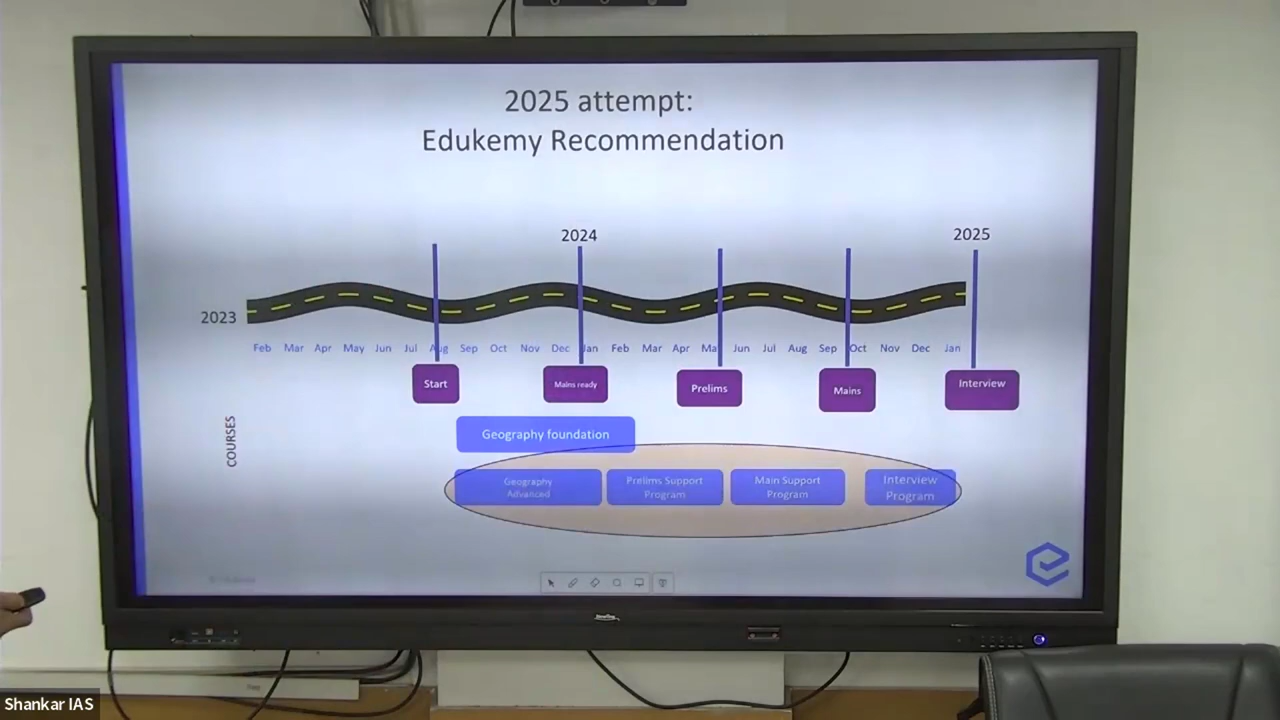 2025 attempt:
Edukemy Recommendation
2024
2025
2023
Feb Mar Apr May Jun Jul Aug Sep Oct Nov Dec Jan Feb Mar Apr May Jun Jul Aug Sep Oct Nov Dec Jan
Start
Mains ready
Prelims
Mains
Interview
COURSES
Geography foundation
Geography
Advanced
Prelims Support
Program
Main Support
Program
Interview
Program
Shankar IAS